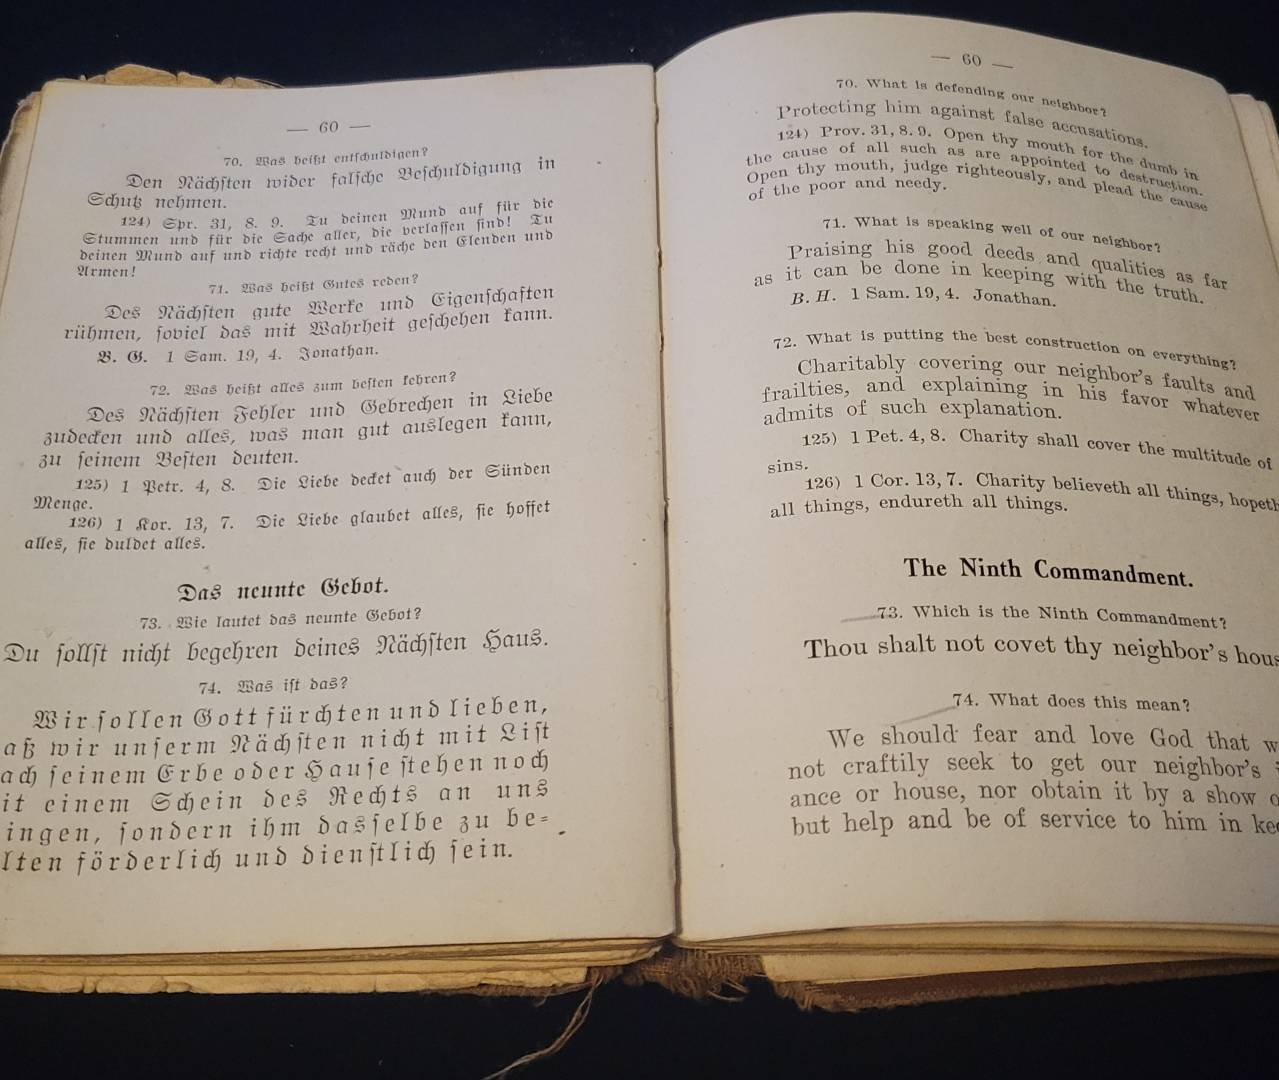 — 60 —
70. Was heißt entschuldigen?
Den Nächsten wider falsche Beschuldigung in
Schutz nehmen.
124) Spr. 31, 8. 9. Tu deinen Mund auf für die
Stummen und für die Sache aller, die verlassen sind! Tu
deinen Mund auf und richte recht und räche den Elenden und
Armen!
71. Was heißt Gutes reden?
Des Nächsten gute Werke und Eigenschaften
rühmen, soviel das mit Wahrheit geschehen kann.
B. G. 1 Sam. 19, 4. Jonathan.
72. Was heißt alles zum besten kehren?
Des Nächsten Fehler und Gebrechen in Liebe
zudecken und alles, was man gut auslegen kann,
zu seinem Besten deuten.
125) 1 Petr. 4, 8. Die Liebe decket auch der Sünden
Menge.
126) 1 Kor. 13, 7. Die Liebe glaubet alles, sie hoffet
alles, sie duldet alles.
Das neunte Gebot.
73. Wie lautet das neunte Gebot?
Du sollst nicht begehren deines Nächsten Haus.
74. Was ist das?
Wir sollen Gott fürchten und lieben,
aß wir unserm Nächsten nicht mit List
ach seinem Erbe oder Hause stehen noch
it einem Schein des Rechts an uns
ingen, sondern ihm dasselbe zu be-
lten förderlich und dienstlich sein.
— 60 —
70. What is defending our neighbor?
Protecting him against false accusations.
124) Prov. 31, 8. 9. Open thy mouth for the dumb in
the cause of all such as are appointed to destruction.
Open thy mouth, judge righteously, and plead the cause
of the poor and needy.
71. What is speaking well of our neighbor?
Praising his good deeds and qualities as far
as it can be done in keeping with the truth.
B. H. 1 Sam. 19, 4. Jonathan.
72. What is putting the best construction on everything?
Charitably covering our neighbor's faults and
frailties, and explaining in his favor whatever
admits of such explanation.
125) 1 Pet. 4, 8. Charity shall cover the multitude of
sins.
126) 1 Cor. 13, 7. Charity believeth all things, hopeth
all things, endureth all things.
The Ninth Commandment.
73. Which is the Ninth Commandment?
Thou shalt not covet thy neighbor's hous
74. What does this mean?
We should fear and love God that w
not craftily seek to get our neighbor's
ance or house, nor obtain it by a show o
but help and be of service to him in kee